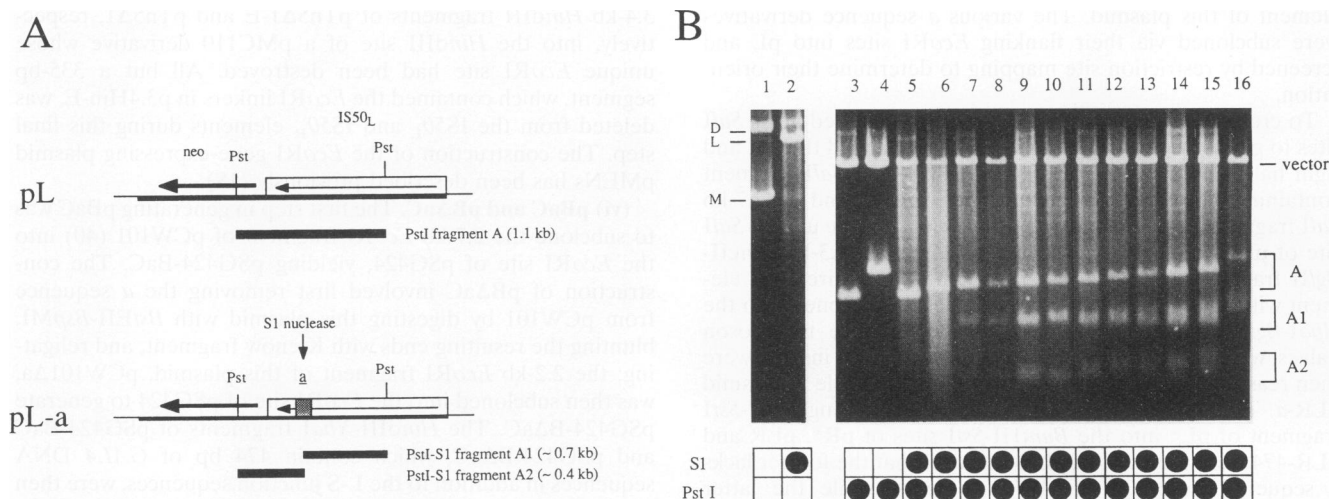 A
B
neo
Pst
IS50L
Pst
pL
PstI fragment A (1.1 kb)
S1 nuclease
Pst
a
Pst
pL-a
PstI-S1 fragment A1 (~0.7 kb)
PstI-S1 fragment A2 (~0.4 kb)
1 2 3 4 5 6 7 8 9 10 11 12 13 14 15 16
D
L
M
vector
A
A1
A2
S1
Pst I